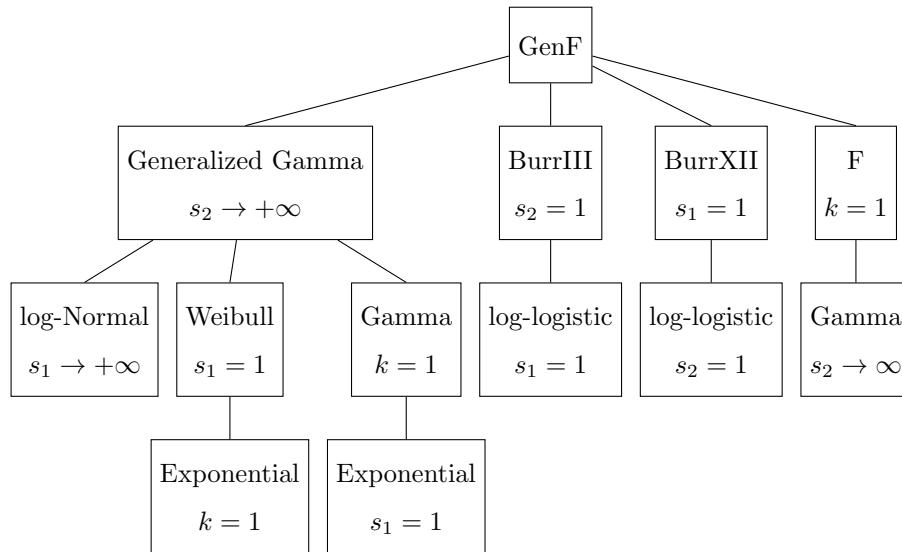 GenF
Generalized Gamma
s₂ → +∞
BurrIII
s₂ = 1
BurrXII
s₁ = 1
F
k = 1
log-Normal
s₁ → +∞
Weibull
s₁ = 1
Gamma
k = 1
log-logistic
s₁ = 1
log-logistic
s₂ = 1
Gamma
s₂ → ∞
Exponential
k = 1
Exponential
s₁ = 1